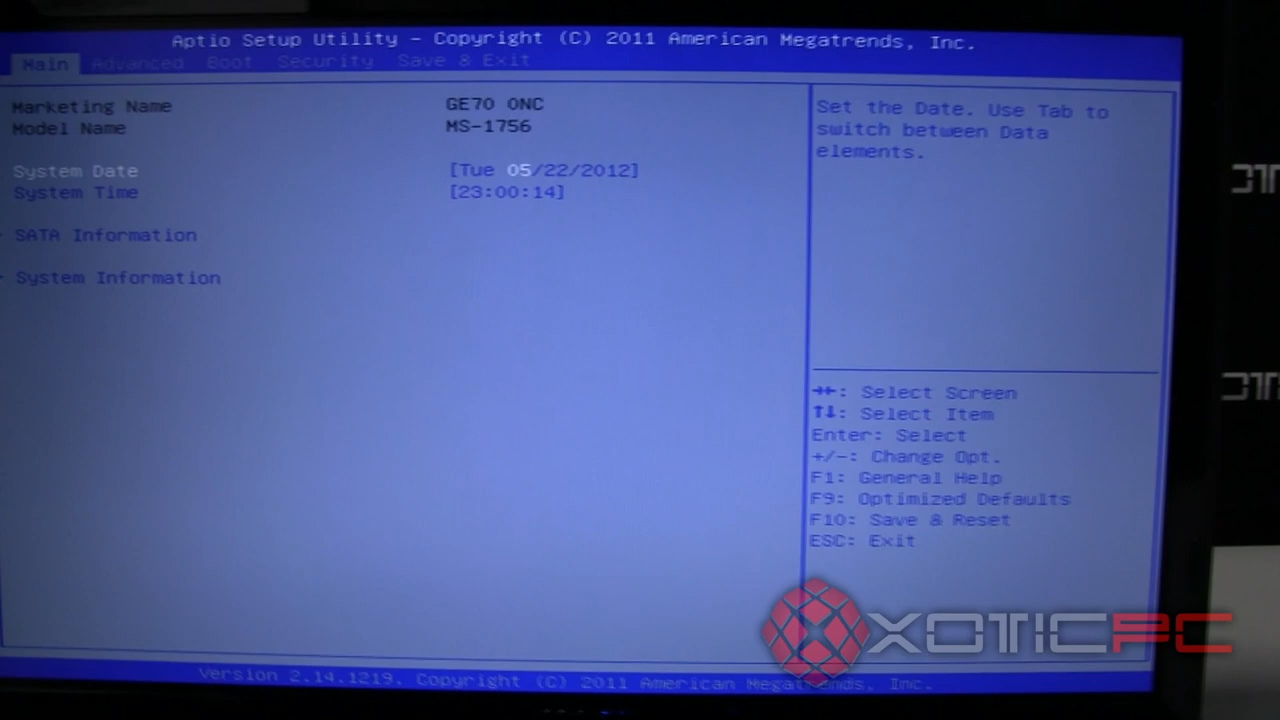 Aptio Setup Utility – Copyright (C) 2011 American Megatrends, Inc.
Main Advanced Boot Security Save & Exit
Marketing Name GE70 0NC
Model Name MS-1756
System Date [Tue 05/22/2012]
System Time [23:00:14]
SATA Information
System Information
Set the Date. Use Tab to
switch between Data
elements.
→←: Select Screen
↑↓: Select Item
Enter: Select
+/-: Change Opt.
F1: General Help
F9: Optimized Defaults
F10: Save & Reset
ESC: Exit
XOTIC PC
Version 2.14.1219. Copyright (C) 2011 American Megatrends, Inc.